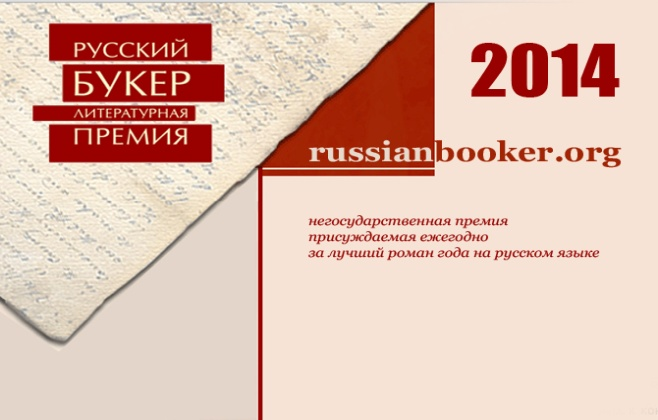 РУССКИЙ
БУКЕР
ЛИТЕРАТУРНАЯ
ПРЕМИЯ
2014
russianbooker.org
негосударственная премия
присуждаемая ежегодно
за лучший роман года на русском языке